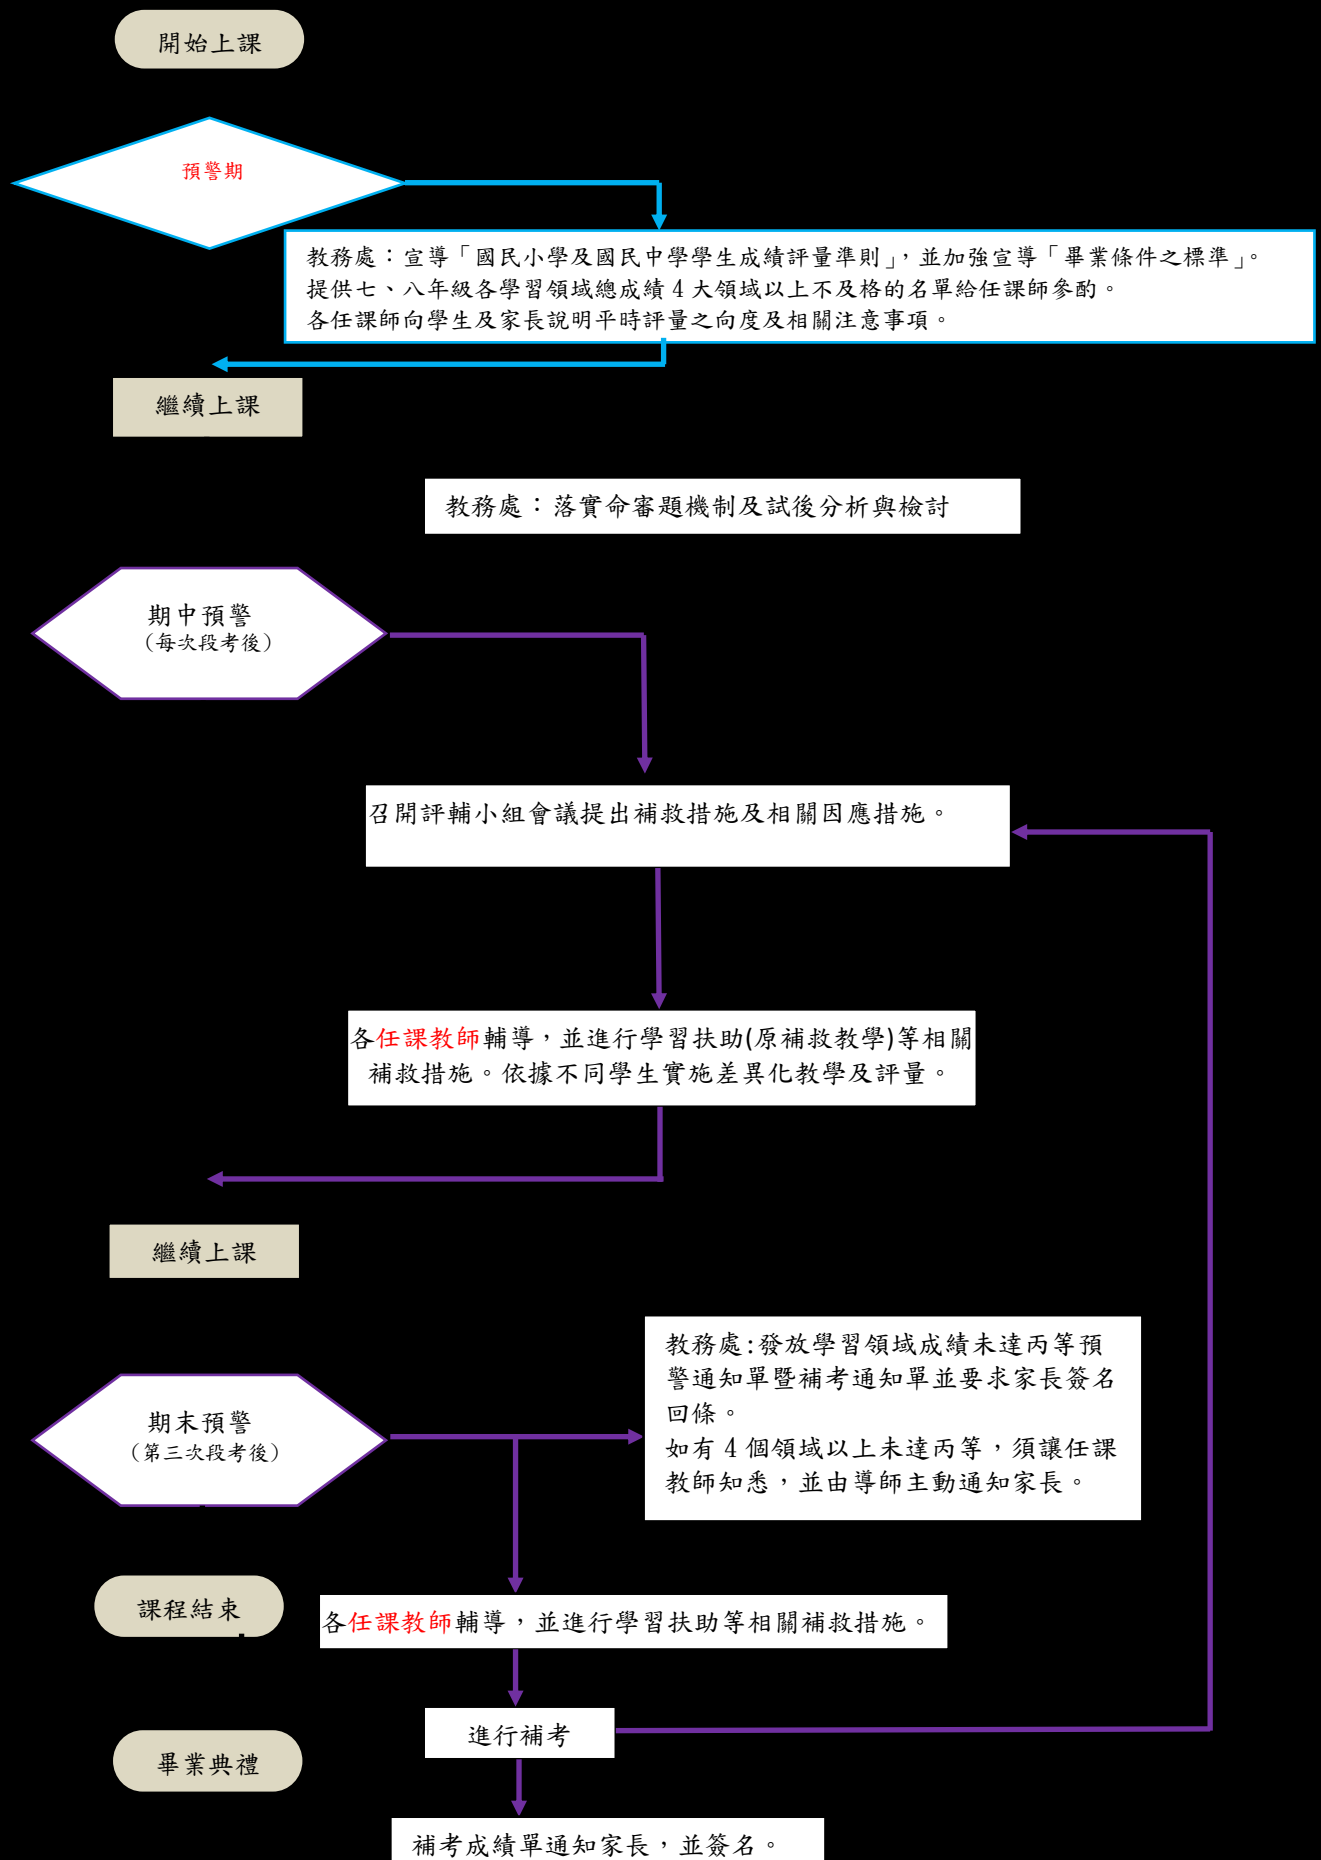 開始上課
預警期
教務處：宣導「國民小學及國民中學學生成績評量準則」，並加強宣導「畢業條件之標準」。
提供七、八年級各學習領域總成績 4 大領域以上不及格的名單給任課師參酌。
各任課師向學生及家長說明平時評量之向度及相關注意事項。
繼續上課
教務處：落實命審題機制及試後分析與檢討
期中預警
（每次段考後）
召開評輔小組會議提出補救措施及相關因應措施。
各任課教師輔導，並進行學習扶助(原補救教學)等相關
補救措施。依據不同學生實施差異化教學及評量。
繼續上課
教務處:發放學習領域成績未達丙等預
警通知單暨補考通知單並要求家長簽名
回條。
如有 4 個領域以上未達丙等，須讓任課
教師知悉，並由導師主動通知家長。
期末預警
（第三次段考後）
課程結束
各任課教師輔導，並進行學習扶助等相關補救措施。
進行補考
畢業典禮
補考成績單通知家長，並簽名。